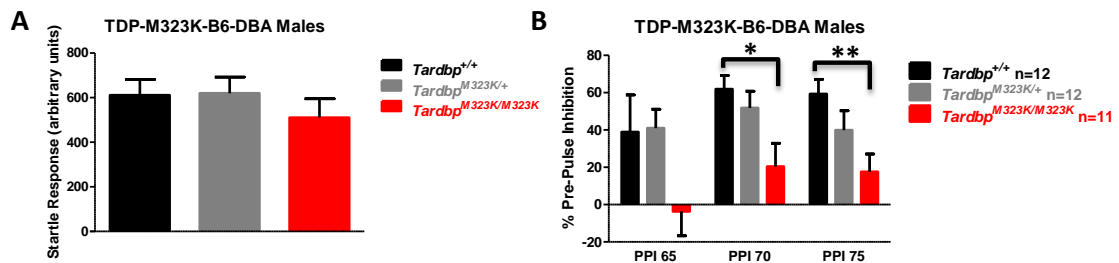 A
TDP-M323K-B6-DBA Males
Startle Response (arbitrary units)
800
600
400
200
0
Tardbp+/+
TardbpM323K/+
TardbpM323K/M323K
B
TDP-M323K-B6-DBA Males
% Pre-Pulse Inhibition
80
60
40
20
0
-20
*
**
PPI 65
PPI 70
PPI 75
Tardbp+/+ n=12
TardbpM323K/+ n=12
TardbpM323K/M323K n=11